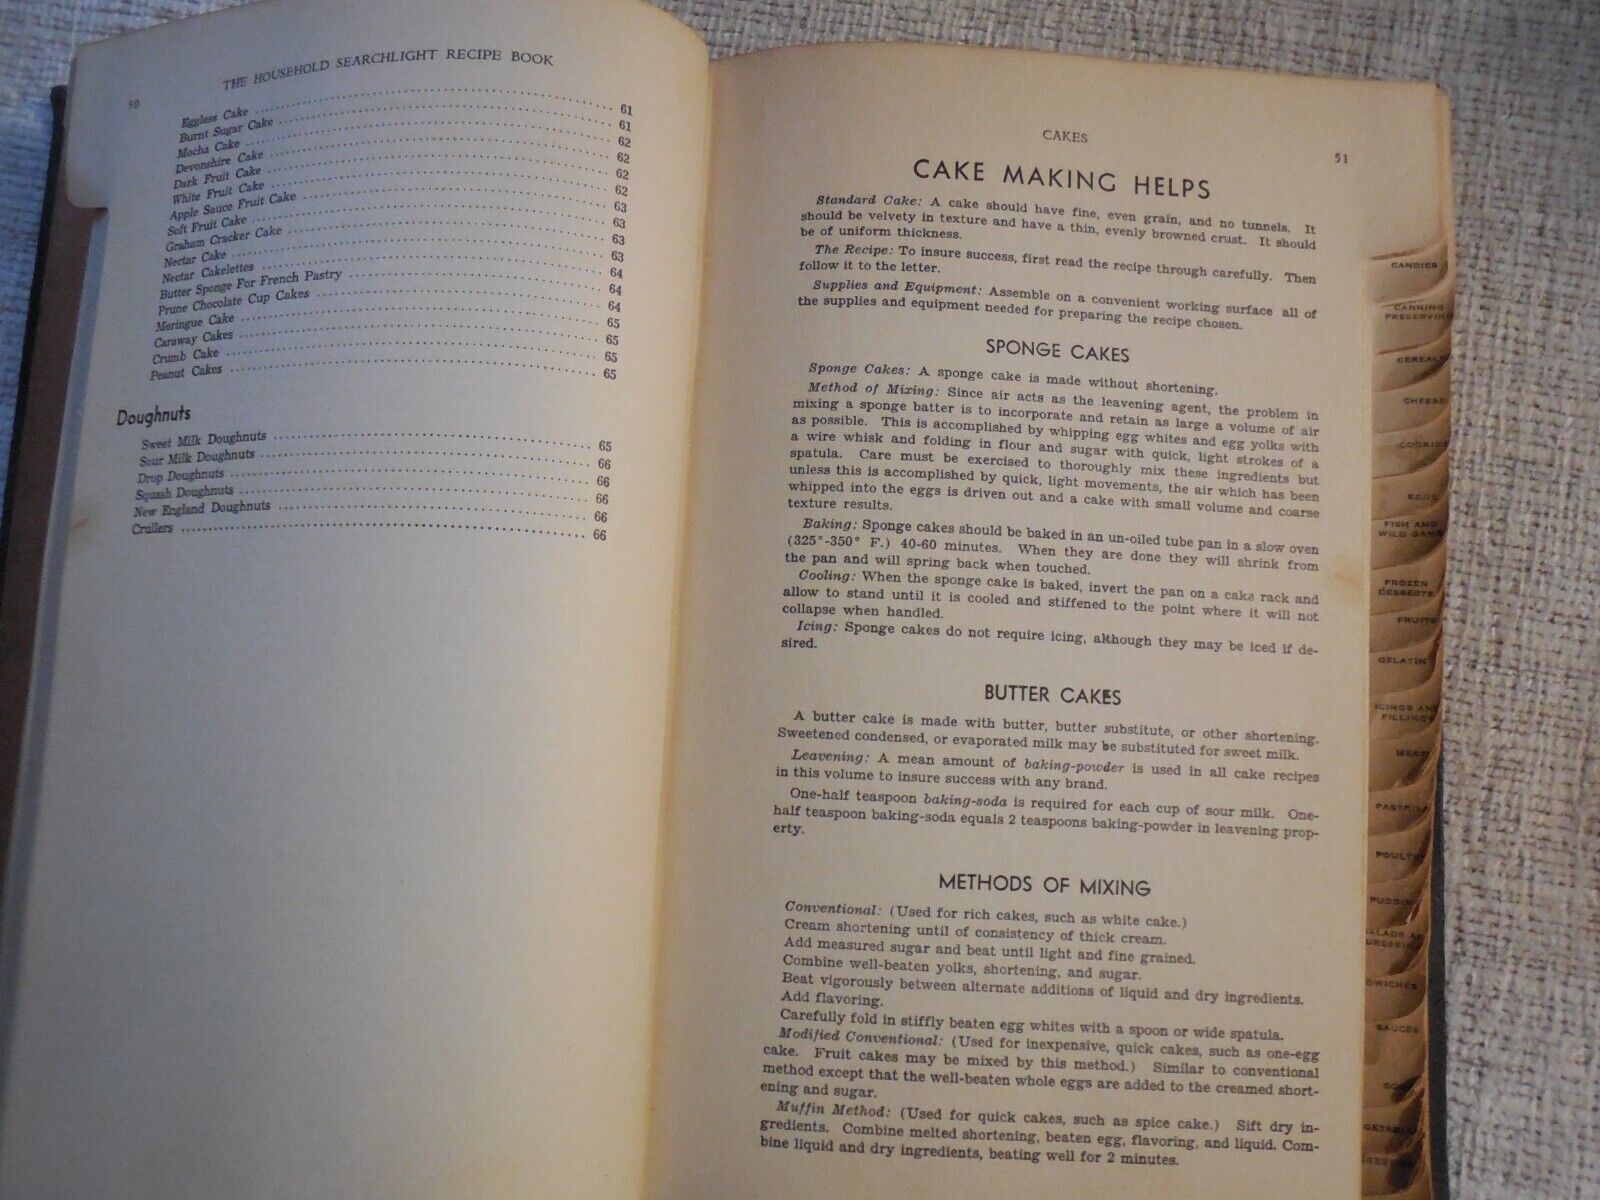 THE HOUSEHOLD SEARCHLIGHT RECIPE BOOK
50
Eggless Cake 61
Burnt Sugar Cake 61
Mocha Cake 62
Devonshire Cake 62
Dark Fruit Cake 62
White Fruit Cake 62
Apple Sauce Fruit Cake 63
Soft Fruit Cake 63
Graham Cracker Cake 63
Nectar Cake 63
Nectar Cakelettes 64
Butter Sponge For French Pastry 64
Prune Chocolate Cup Cakes 64
Meringue Cake 65
Caraway Cakes 65
Crumb Cake 65
Peanut Cakes 65
Doughnuts
Sweet Milk Doughnuts 65
Sour Milk Doughnuts 66
Drop Doughnuts 66
Squash Doughnuts 66
New England Doughnuts 66
Crullers 66
CAKES
51
CAKE MAKING HELPS
Standard Cake: A cake should have fine, even grain, and no tunnels. It
should be velvety in texture and have a thin, evenly browned crust. It should
be of uniform thickness.
The Recipe: To insure success, first read the recipe through carefully. Then
follow it to the letter.
Supplies and Equipment: Assemble on a convenient working surface all of
the supplies and equipment needed for preparing the recipe chosen.
SPONGE CAKES
Sponge Cakes: A sponge cake is made without shortening.
Method of Mixing: Since air acts as the leavening agent, the problem in
mixing a sponge batter is to incorporate and retain as large a volume of air
as possible. This is accomplished by whipping egg whites and egg yolks with
a wire whisk and folding in flour and sugar with quick, light strokes of a
spatula. Care must be exercised to thoroughly mix these ingredients but
unless this is accomplished by quick, light movements, the air which has been
whipped into the eggs is driven out and a cake with small volume and coarse
texture results.
Baking: Sponge cakes should be baked in an un-oiled tube pan in a slow oven
(325°-350° F.) 40-60 minutes. When they are done they will shrink from
the pan and will spring back when touched.
Cooling: When the sponge cake is baked, invert the pan on a cake rack and
allow to stand until it is cooled and stiffened to the point where it will not
collapse when handled.
Icing: Sponge cakes do not require icing, although they may be iced if de-
sired.
BUTTER CAKES
A butter cake is made with butter, butter substitute, or other shortening.
Sweetened condensed, or evaporated milk may be substituted for sweet milk.
Leavening: A mean amount of baking-powder is used in all cake recipes
in this volume to insure success with any brand.
One-half teaspoon baking-soda is required for each cup of sour milk. One-
half teaspoon baking-soda equals 2 teaspoons baking-powder in leavening prop-
erty.
METHODS OF MIXING
Conventional: (Used for rich cakes, such as white cake.)
Cream shortening until of consistency of thick cream.
Add measured sugar and beat until light and fine grained.
Combine well-beaten yolks, shortening, and sugar.
Beat vigorously between alternate additions of liquid and dry ingredients.
Add flavoring.
Carefully fold in stiffly beaten egg whites with a spoon or wide spatula.
Modified Conventional: (Used for inexpensive, quick cakes, such as one-egg
cake. Fruit cakes may be mixed by this method.) Similar to conventional
method except that the well-beaten whole eggs are added to the creamed short-
ening and sugar.
Muffin Method: (Used for quick cakes, such as spice cake.) Sift dry in-
gredients. Combine melted shortening, beaten egg, flavoring, and liquid. Com-
bine liquid and dry ingredients, beating well for 2 minutes.
CANDIES
CANNING
PRESERVING
CEREALS
CHEESE
COOKIES
EGGS
FISH AND
WILD GAME
FROZEN
DESSERTS
FRUITS
GELATIN
ICINGS AND
FILLINGS
MEAT
POULTRY
SAUCES